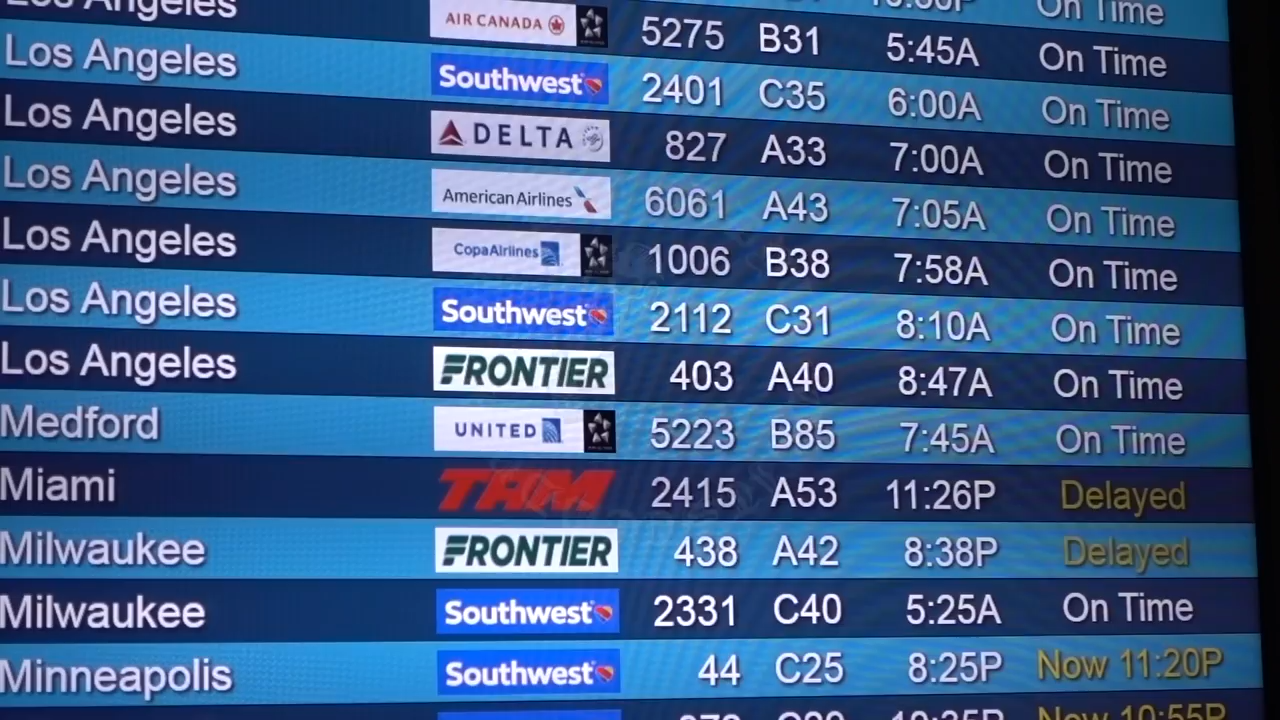 Los Angeles AIR CANADA 5275 B31 5:45A On Time
Los Angeles Southwest 2401 C35 6:00A On Time
Los Angeles DELTA 827 A33 7:00A On Time
Los Angeles American Airlines 6061 A43 7:05A On Time
Los Angeles CopaAirlines 1006 B38 7:58A On Time
Los Angeles Southwest 2112 C31 8:10A On Time
Los Angeles FRONTIER 403 A40 8:47A On Time
Medford UNITED 5223 B85 7:45A On Time
Miami TAM 2415 A53 11:26P Delayed
Milwaukee FRONTIER 438 A42 8:38P Delayed
Milwaukee Southwest 2331 C40 5:25A On Time
Minneapolis Southwest 44 C25 8:25P Now 11:20P
Now 10:55P